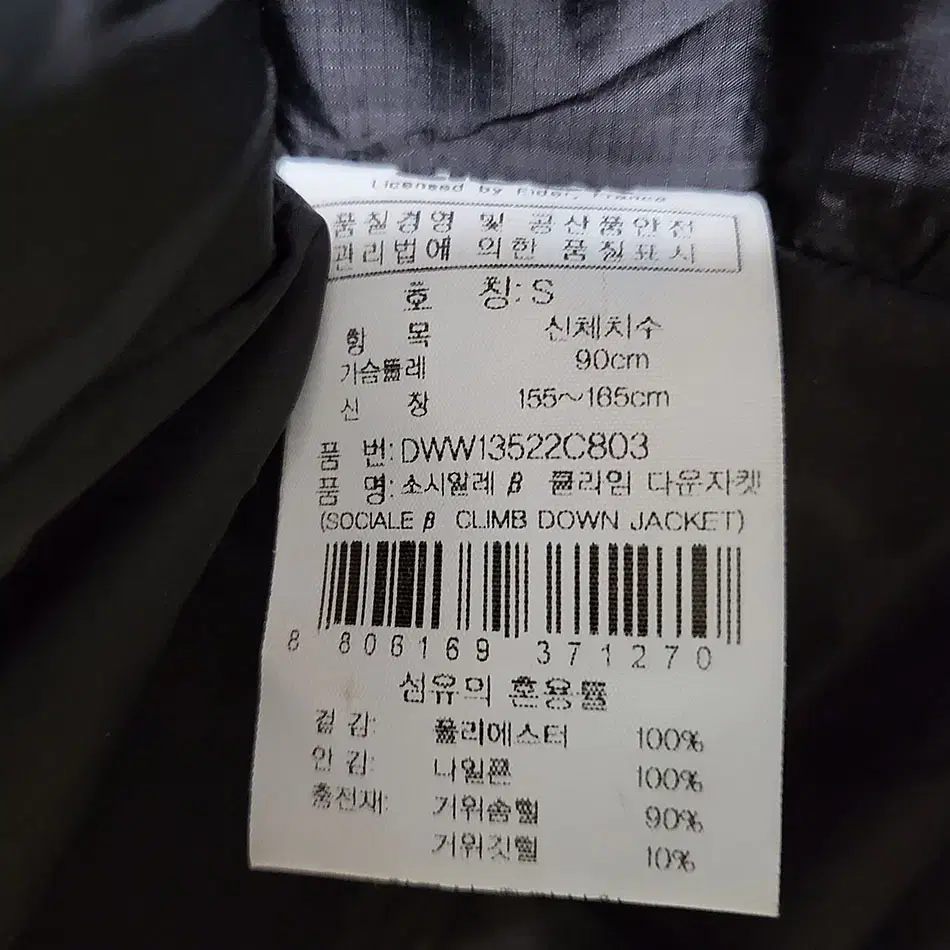 Licensed by Eider, France
품질경영 및 공산품안전
관리법에 의한 품질표시
호 칭: S
항 목 신체치수
가슴둘레 90cm
신 장 155~165cm
품 번: DWW13522C803
품 명: 소시알레 β 클라임 다운자켓
(SOCIALE β CLIMB DOWN JACKET)
8 806169 371270
섬유의 혼용률
겉 감: 폴리에스터 100%
안 감: 나일론 100%
충전재: 거위솜털 90%
거위깃털 10%